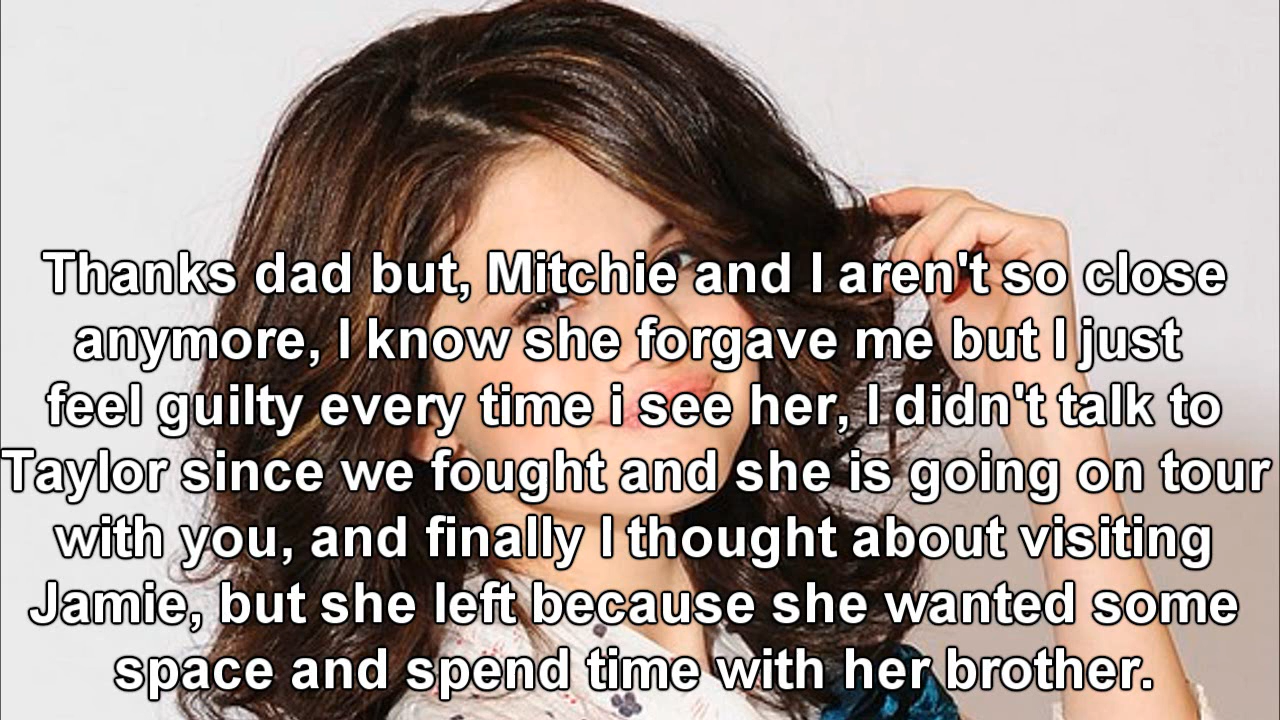 Thanks dad but, Mitchie and I aren't so close
anymore, I know she forgave me but I just
feel guilty every time i see her, I didn't talk to
Taylor since we fought and she is going on tour
with you, and finally I thought about visiting
Jamie, but she left because she wanted some
space and spend time with her brother.